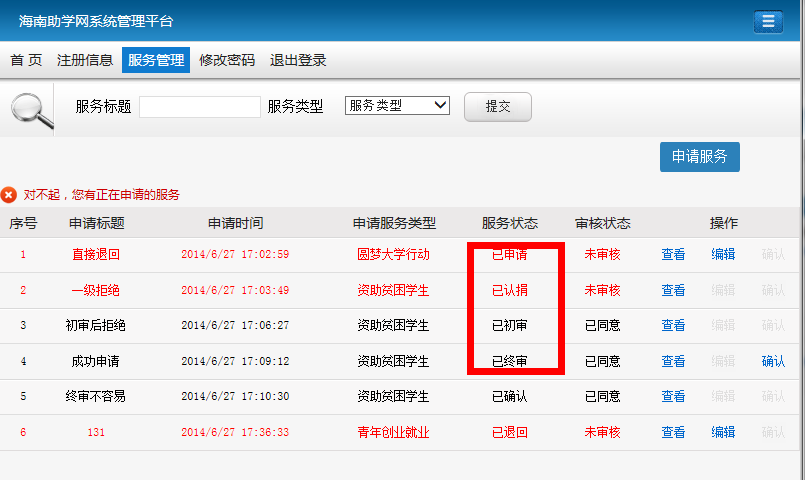 海南助学网系统管理平台
首 页 注册信息 服务管理 修改密码 退出登录
服务标题 服务类型 服务类型 提交
申请服务
对不起，您有正在申请的服务
序号 申请标题 申请时间 申请服务类型 服务状态 审核状态 操作
1 直接退回 2014/6/27 17:02:59 圆梦大学行动 已申请 未审核 查看 编辑 确认
2 一级拒绝 2014/6/27 17:03:49 资助贫困学生 已认捐 未审核 查看 编辑 确认
3 初审后拒绝 2014/6/27 17:06:27 资助贫困学生 已初审 已同意 查看 编辑 确认
4 成功申请 2014/6/27 17:09:12 资助贫困学生 已终审 已同意 查看 编辑 确认
5 终审不容易 2014/6/27 17:10:30 资助贫困学生 已确认 已同意 查看 编辑 确认
6 131 2014/6/27 17:36:33 青年创业就业 已退回 未审核 查看 编辑 确认